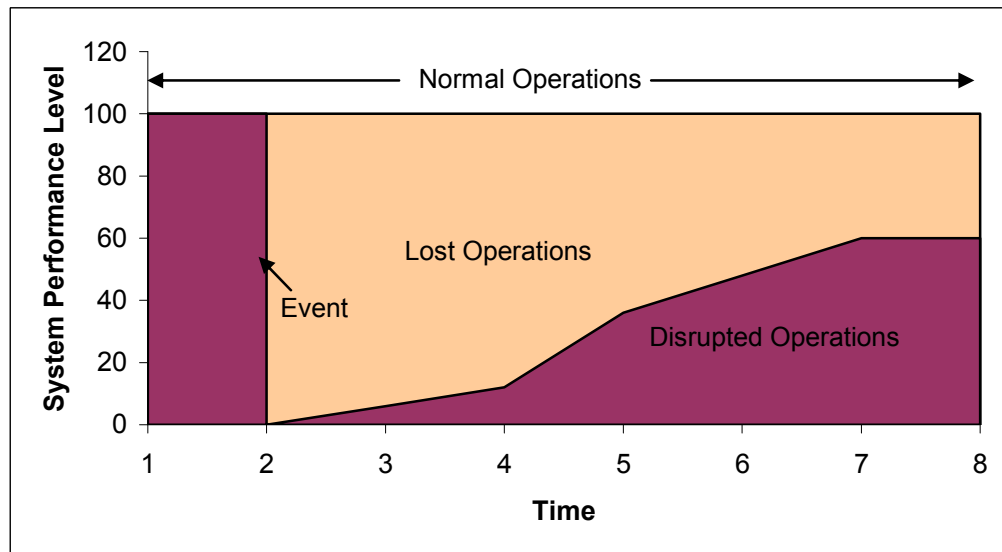 120
Normal Operations
100
80
60
Lost Operations
40
Event
Disrupted Operations
20
0
1 2 3 4 5 6 7 8
System Performance Level
Time